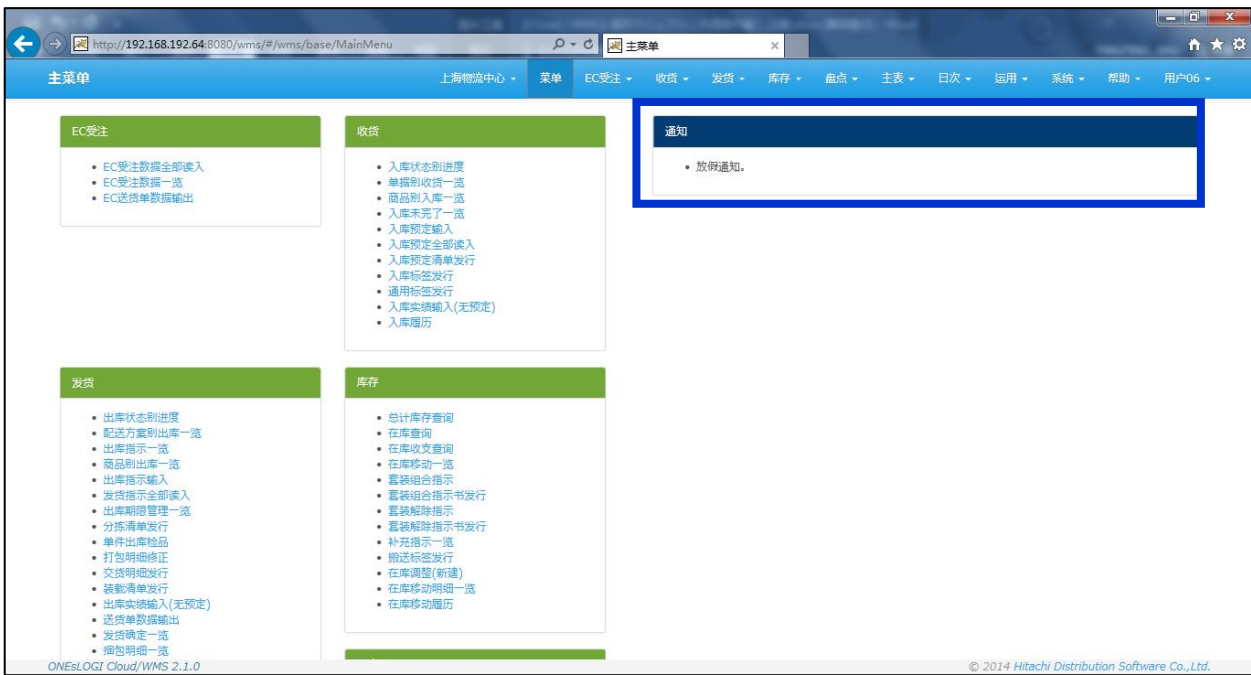 http://192.168.192.64:8080/wms/#/wms/base/MainMenu
主菜单
主菜单 上海物流中心 菜单 EC受注 收货 发货 库存 盘点 主表 日次 运用 系统 帮助 用户06
EC受注
EC受注数据全部读入
EC受注数据一览
EC送货单数据输出
收货
入库状态别进度
单据别收货一览
商品别入库一览
入库未完了一览
入库预定输入
入库预定全部读入
入库预定清单发行
入库标签发行
通用标签发行
入库实绩输入(无预定)
入库履历
通知
放假通知。
发货
出库状态别进度
配送方案别出库一览
出库指示一览
商品别出库一览
出库指示输入
发货指示全部读入
出库期限管理一览
分拣清单发行
单件出库检品
打包明细修正
交货明细发行
装载清单发行
出库实绩输入(无预定)
送货单数据输出
发货确定一览
捆包明细一览
库存
总计库存查询
在库查询
在库收支查询
在库移动一览
套装组合指示
套装组合指示书发行
套装解除指示
套装解除指示书发行
补充指示一览
搬送标签发行
在库调整(新建)
在库移动明细一览
在库移动履历
ONEsLOGI Cloud/WMS 2.1.0
© 2014 Hitachi Distribution Software Co.,Ltd.